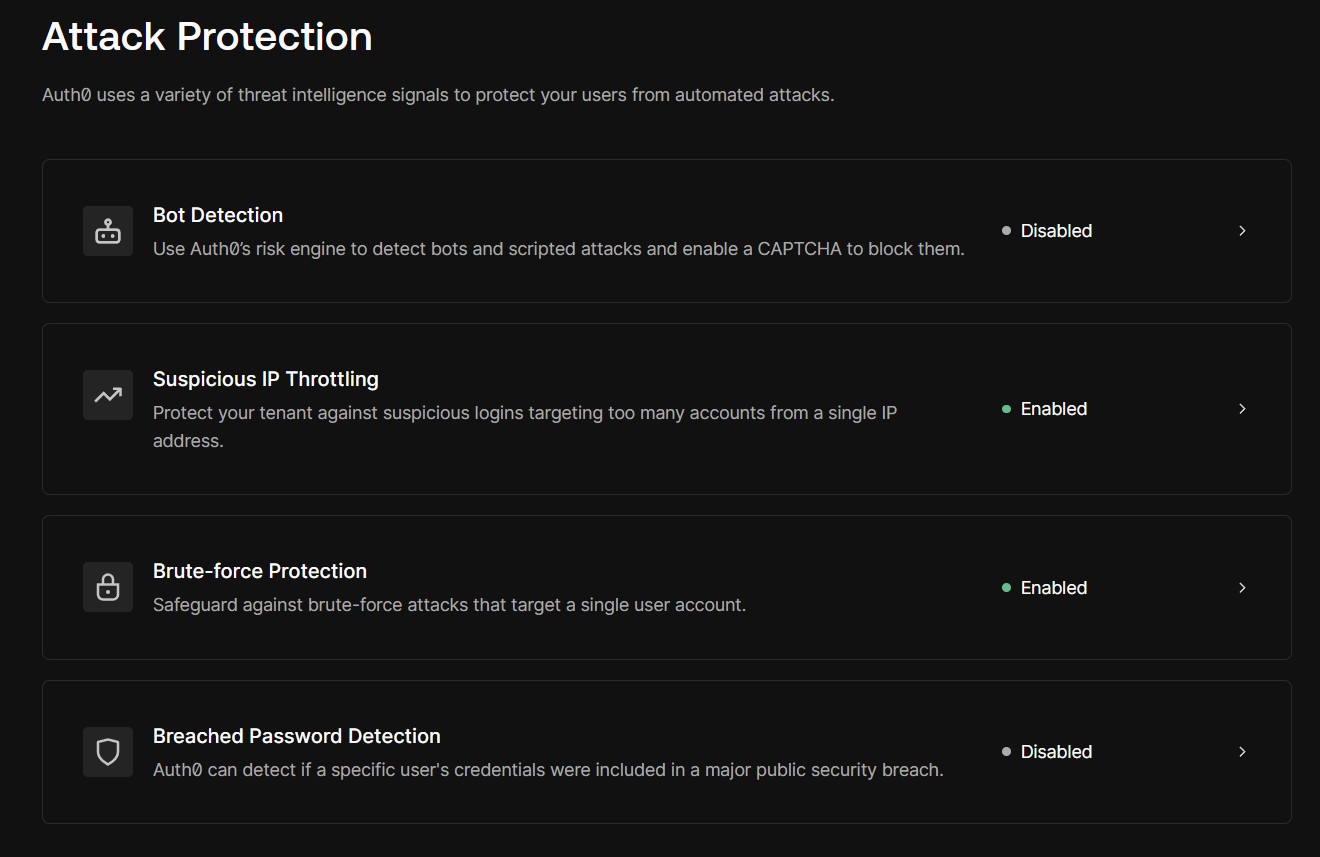 Attack Protection
Auth0 uses a variety of threat intelligence signals to protect your users from automated attacks.
Bot Detection
Use Auth0’s risk engine to detect bots and scripted attacks and enable a CAPTCHA to block them.
Disabled
Suspicious IP Throttling
Protect your tenant against suspicious logins targeting too many accounts from a single IP
address.
Enabled
Brute-force Protection
Safeguard against brute-force attacks that target a single user account.
Enabled
Breached Password Detection
Auth0 can detect if a specific user's credentials were included in a major public security breach.
Disabled